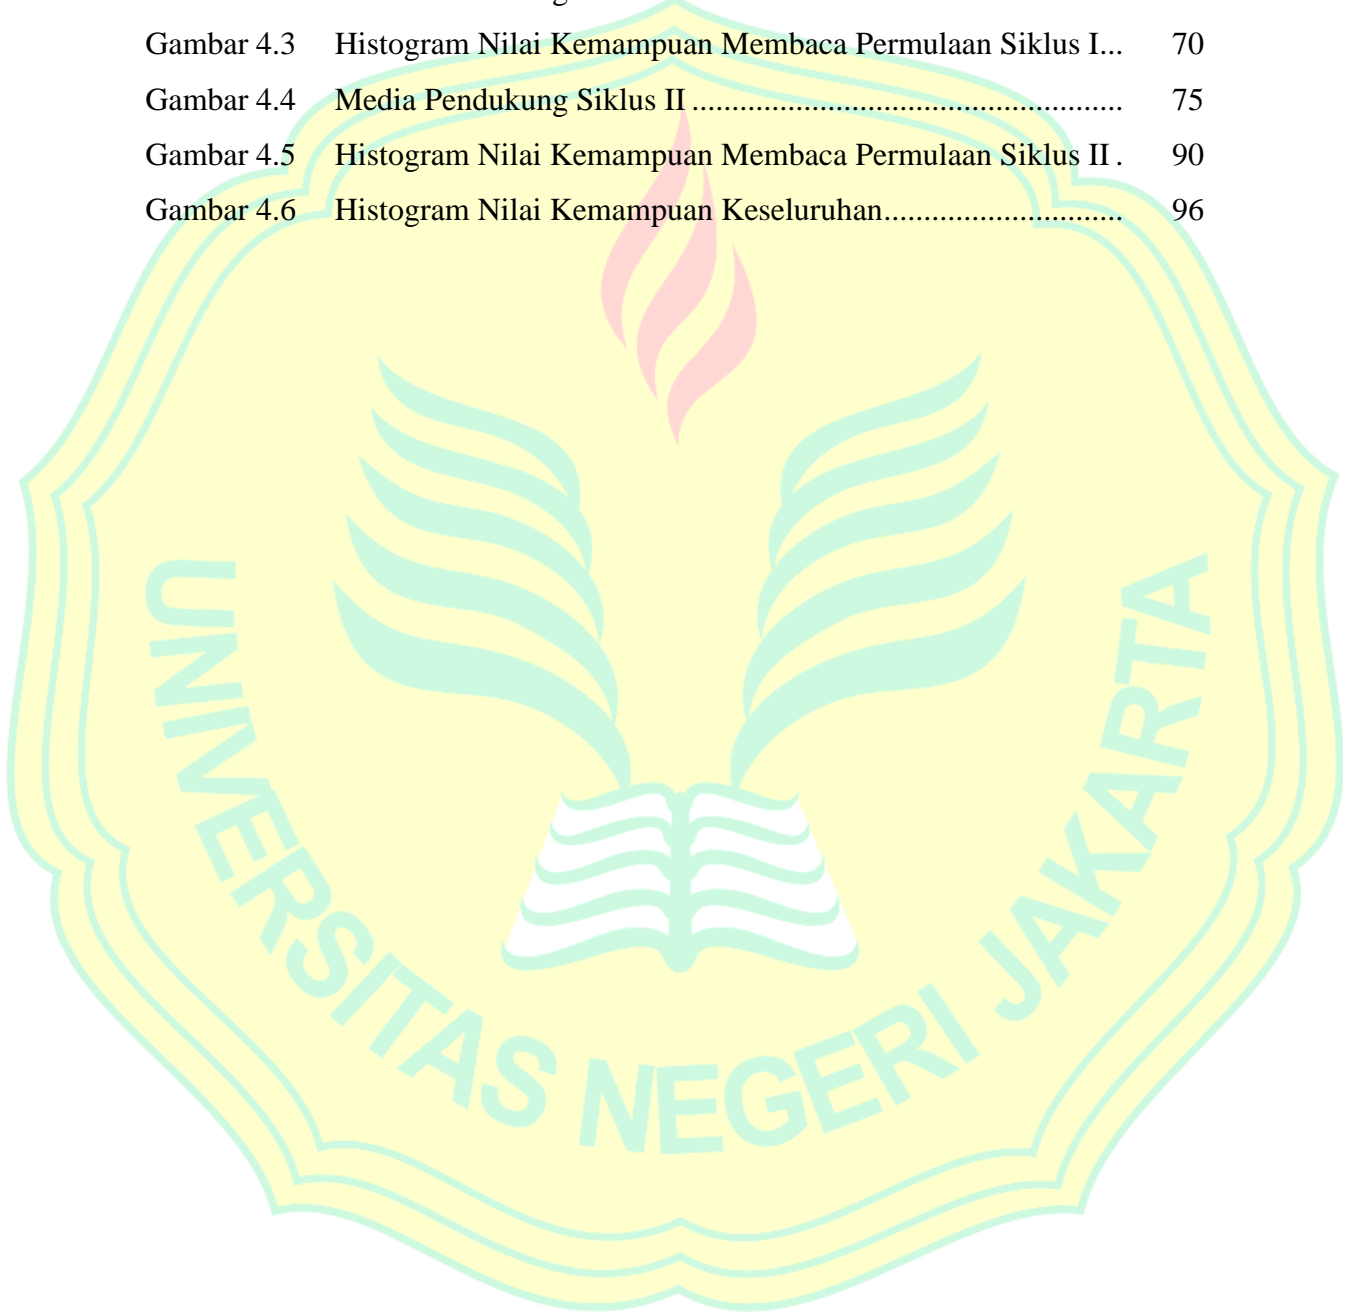 Gambar 4.3 Histogram Nilai Kemampuan Membaca Permulaan Siklus I... 70
Gambar 4.4 Media Pendukung Siklus II ...................................................... 75
Gambar 4.5 Histogram Nilai Kemampuan Membaca Permulaan Siklus II . 90
Gambar 4.6 Histogram Nilai Kemampuan Keseluruhan.............................. 96
UNIVERSITAS NEGERI JAKARTA